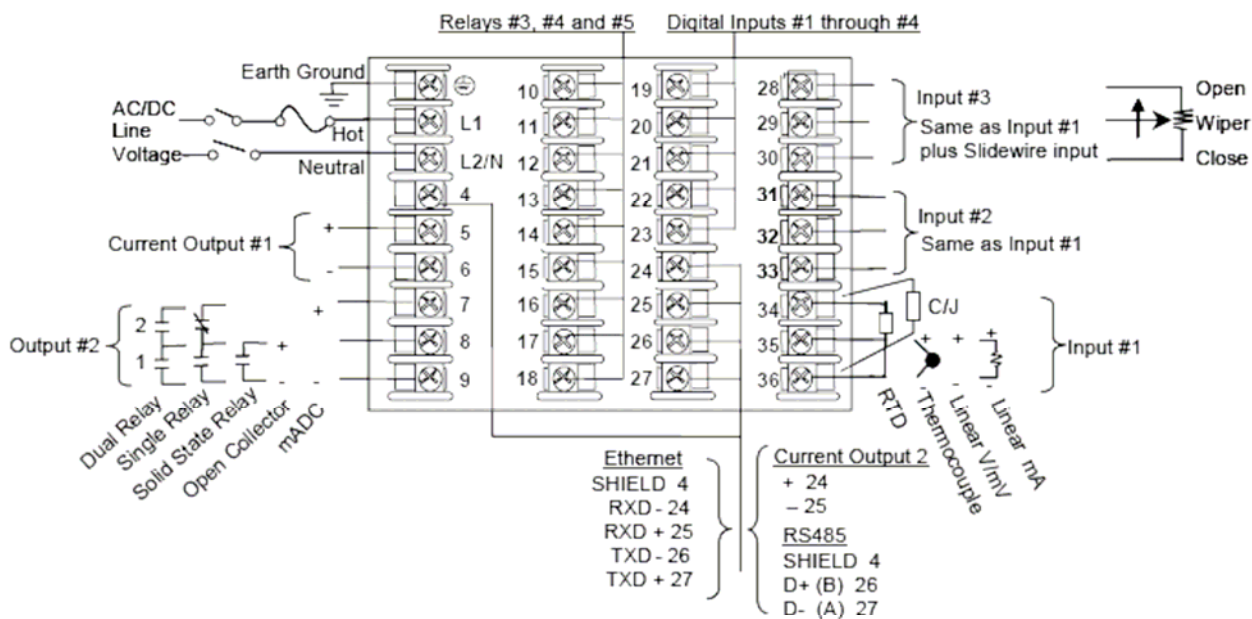 Relays #3, #4 and #5
Digital Inputs #1 through #4
Earth Ground
AC/DC
Line
Voltage
Hot
Neutral
L1
L2/N
4
5
6
7
8
9
10
11
12
13
14
15
16
17
18
19
20
21
22
23
24
25
26
27
28
29
30
31
32
33
34
35
36
Current Output #1
+
-
Output #2
2
1
+
+
-
-
Dual Relay
Single Relay
Solid State Relay
Open Collector
mADC
Input #3
Same as Input #1
plus Slidewire input
Open
Wiper
Close
Input #2
Same as Input #1
C/J
+
+
+
-
-
-
Input #1
RTD
Thermocouple
Linear V/mV
Linear mA
Ethernet
SHIELD 4
RXD - 24
RXD + 25
TXD - 26
TXD + 27
Current Output 2
+ 24
– 25
RS485
SHIELD 4
D+ (B) 26
D- (A) 27